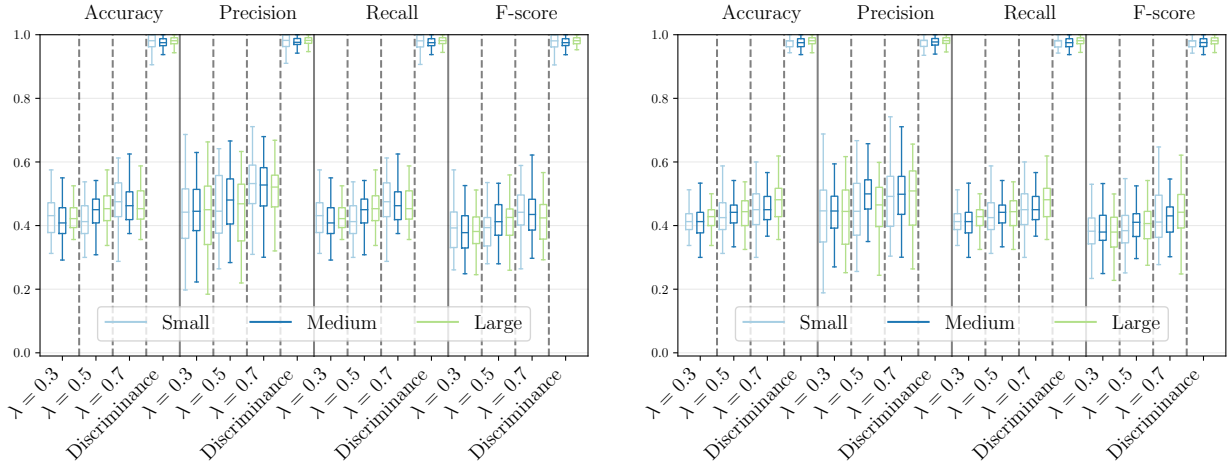 Accuracy Precision Recall F-score
1.0
0.8
0.6
0.4
0.2
0.0
Small Medium Large
λ = 0.3
λ = 0.5
λ = 0.7
Discriminance
λ = 0.3
λ = 0.5
λ = 0.7
Discriminance
λ = 0.3
λ = 0.5
λ = 0.7
Discriminance
λ = 0.3
λ = 0.5
λ = 0.7
Discriminance
Accuracy Precision Recall F-score
1.0
0.8
0.6
0.4
0.2
0.0
Small Medium Large
λ = 0.3
λ = 0.5
λ = 0.7
Discriminance
λ = 0.3
λ = 0.5
λ = 0.7
Discriminance
λ = 0.3
λ = 0.5
λ = 0.7
Discriminance
λ = 0.3
λ = 0.5
λ = 0.7
Discriminance